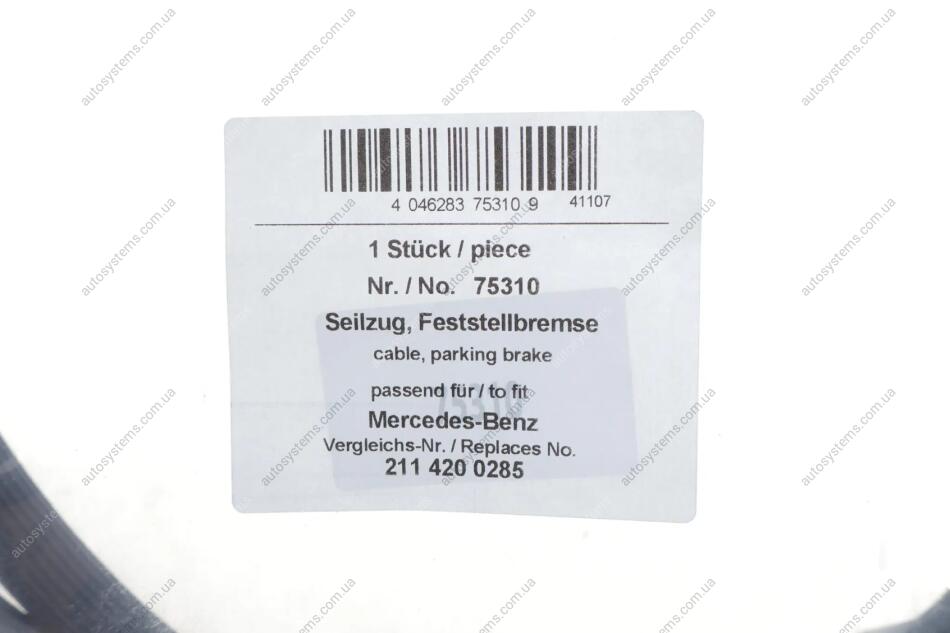 4 046283 75310 9 41107
1 Stück / piece
Nr. / No. 75310
Seilzug, Feststellbremse
cable, parking brake
passend für / to fit
75310
Mercedes-Benz
Vergleichs-Nr. / Replaces No.
211 420 0285
autosystems.com.ua